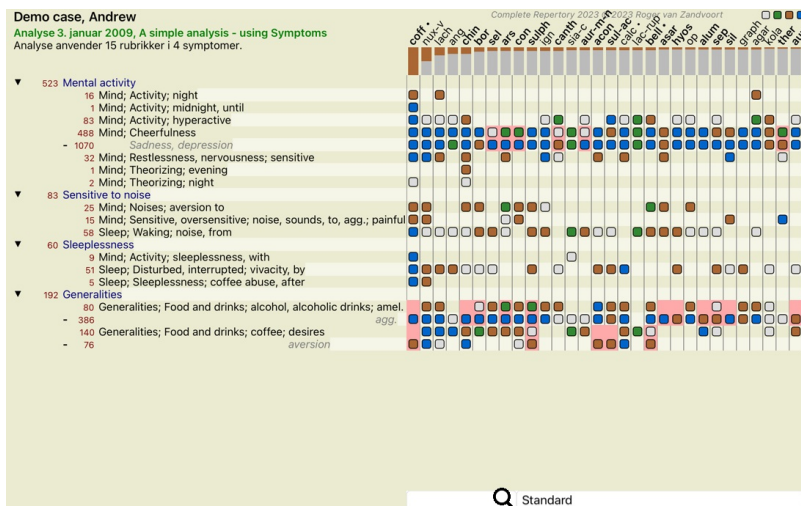 Demo case, Andrew
Complete Repertory 2023 © 2023 Roger van Zandvoort
Analyse 3. januar 2009, A simple analysis - using Symptoms
Analyse anvender 15 rubrikker i 4 symptomer.
coff • nux-v lach ang chin bor sel ars con sulph ign canth sia-c aur-m-n acon sul-ac calc • lac-rup • bell • asar hyos op alum sep sil graph agar kola ther
▼ 523 Mental activity
16 Mind; Activity; night
1 Mind; Activity; midnight, until
83 Mind; Activity; hyperactive
488 Mind; Cheerfulness
- 1070 Sadness, depression
32 Mind; Restlessness, nervousness; sensitive
1 Mind; Theorizing; evening
2 Mind; Theorizing; night
▼ 83 Sensitive to noise
25 Mind; Noises; aversion to
15 Mind; Sensitive, oversensitive; noise, sounds, to, agg.; painful
58 Sleep; Waking; noise, from
▼ 60 Sleeplessness
9 Mind; Activity; sleeplessness, with
51 Sleep; Disturbed, interrupted; vivacity, by
5 Sleep; Sleeplessness; coffee abuse, after
▼ 192 Generalities
80 Generalities; Food and drinks; alcohol, alcoholic drinks; amel.
- 386 agg.
140 Generalities; Food and drinks; coffee; desires
- 76 aversion
Standard